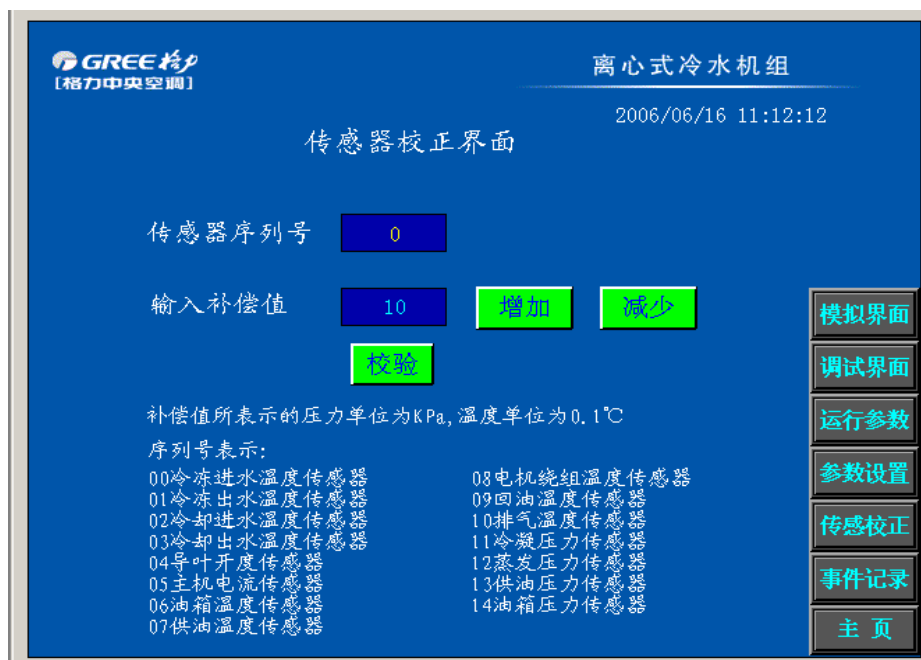 GREE格力
[格力中央空调]
离心式冷水机组
2006/06/16 11:12:12
传感器校正界面
传感器序列号 0
输入补偿值 10 增加 减少
校验
补偿值所表示的压力单位为KPa,温度单位为0.1℃
序列号表示:
00冷冻进水温度传感器
01冷冻出水温度传感器
02冷却进水温度传感器
03冷却出水温度传感器
04导叶开度传感器
05主机电流传感器
06油箱温度传感器
07供油温度传感器
08电机绕组温度传感器
09回油温度传感器
10排气温度传感器
11冷凝压力传感器
12蒸发压力传感器
13供油压力传感器
14油箱压力传感器
模拟界面
调试界面
运行参数
参数设置
传感校正
事件记录
主 页